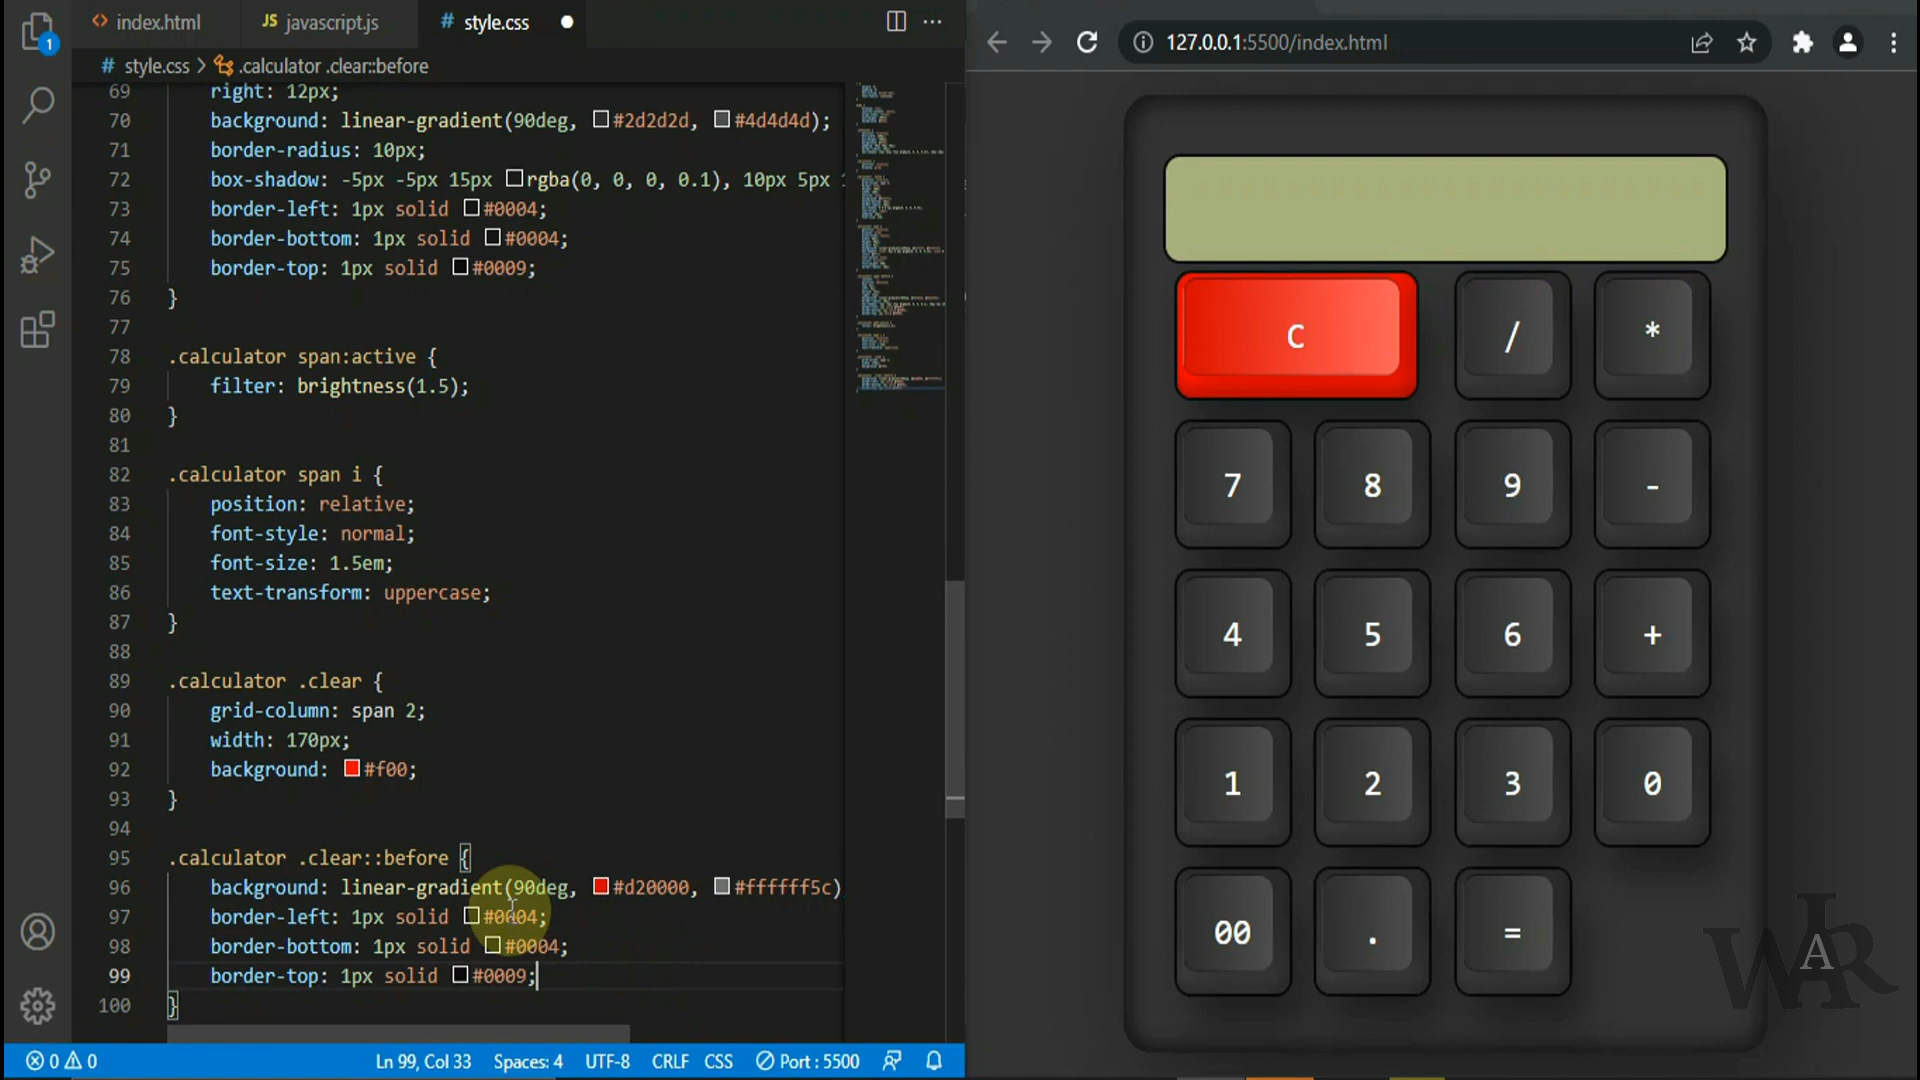 index.html
JS javascript.js
# style.css
127.0.0.1:5500/index.html
# style.css > .calculator .clear::before
69 right: 12px;
70 background: linear-gradient(90deg, #2d2d2d, #4d4d4d);
71 border-radius: 10px;
72 box-shadow: -5px -5px 15px rgba(0, 0, 0, 0.1), 10px 5px
73 border-left: 1px solid #0004;
74 border-bottom: 1px solid #0004;
75 border-top: 1px solid #0009;
76 }
77
78 .calculator span:active {
79 filter: brightness(1.5);
80 }
81
82 .calculator span i {
83 position: relative;
84 font-style: normal;
85 font-size: 1.5em;
86 text-transform: uppercase;
87 }
88
89 .calculator .clear {
90 grid-column: span 2;
91 width: 170px;
92 background: #f00;
93 }
94
95 .calculator .clear::before {
96 background: linear-gradient(90deg, #d20000, #ffffff5c)
97 border-left: 1px solid #0004;
98 border-bottom: 1px solid #0004;
99 border-top: 1px solid #0009;
100 }
1
0 0
Ln 99, Col 33
Spaces: 4
UTF-8
CRLF
CSS
Port : 5500
C / *
7 8 9 -
4 5 6 +
1 2 3 0
00 . =
WAR